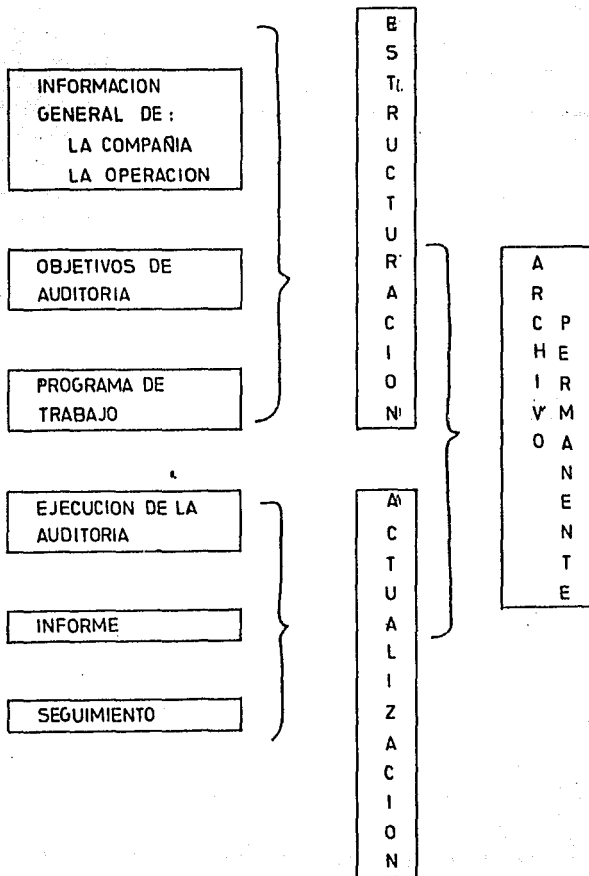 INFORMACION
GENERAL DE:
LA COMPAÑIA
LA OPERACION
OBJETIVOS DE
AUDITORIA
PROGRAMA DE
TRABAJO
EJECUCION DE LA
AUDITORIA
INFORME
SEGUIMIENTO
ESTRUCTURACION
ACTUALIZACION
ARCHIVO
PERMANENTE